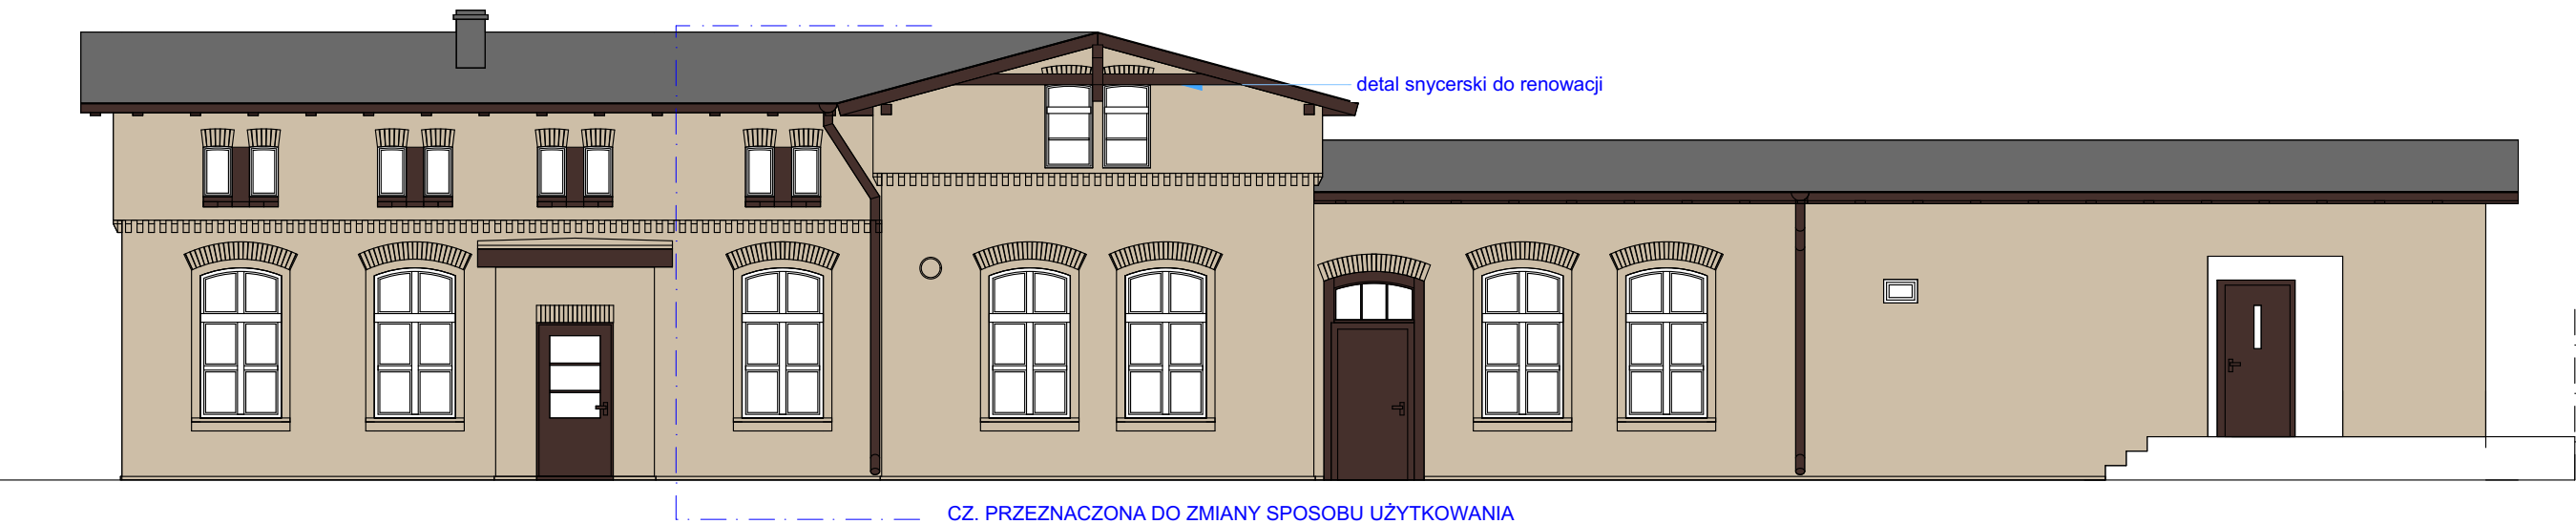 detal snycerski do renowacji
CZ. PRZEZNACZONA DO ZMIANY SPOSOBU UŻYTKOWANIA